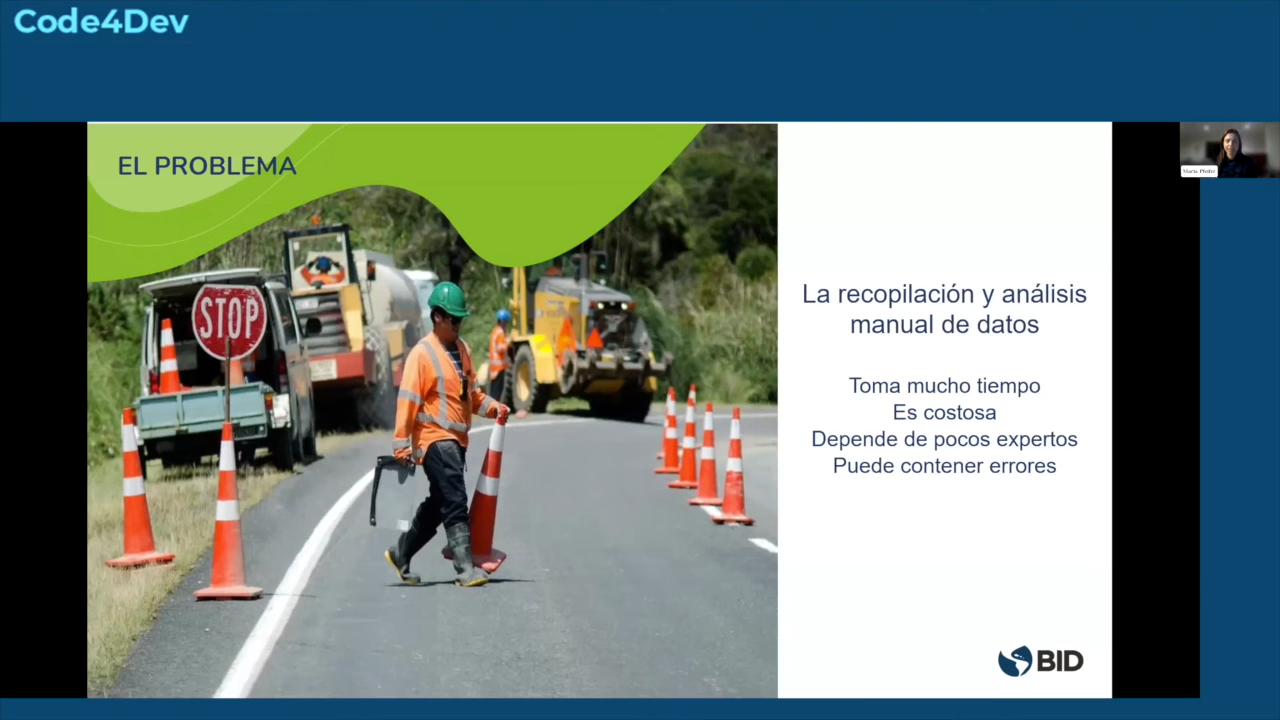 Code4Dev
EL PROBLEMA
STOP
La recopilación y análisis
manual de datos
Toma mucho tiempo
Es costosa
Depende de pocos expertos
Puede contener errores
BID